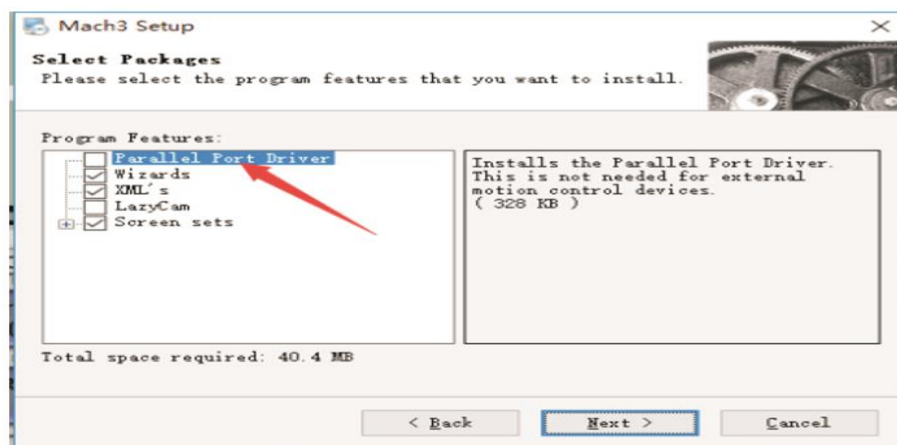 Mach3 Setup
Select Packages
Please select the program features that you want to install.
Program Features:
Parallel Port Driver
Wizards
XML's
LazyCam
Screen sets
Installs the Parallel Port Driver.
This is not needed for external
motion control devices.
( 328 KB )
Total space required: 40.4 MB
< Back
Next >
Cancel